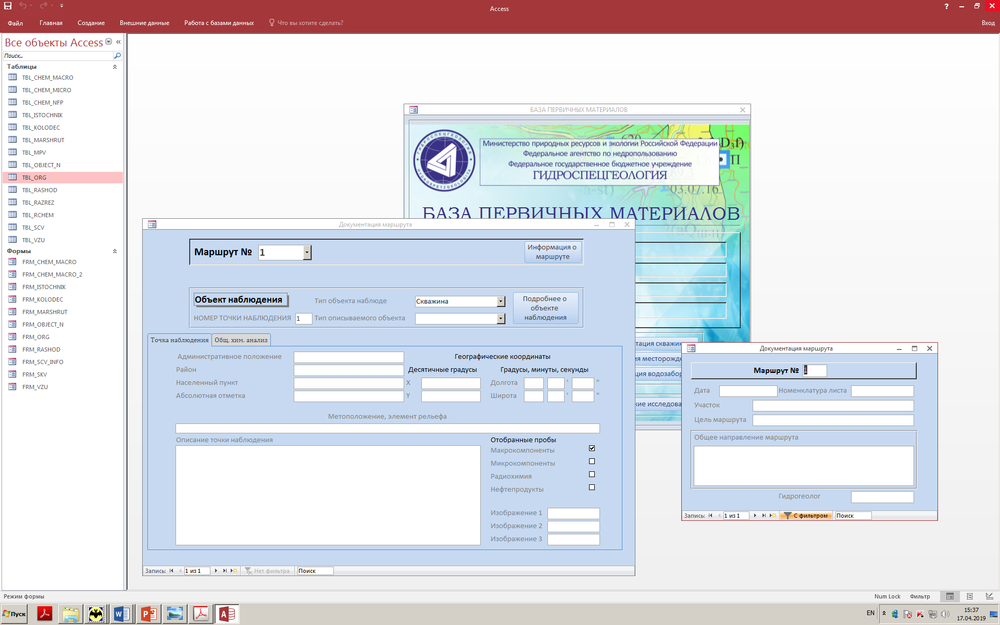 Access
Файл Главная Создание Внешние данные Работа с базами данных Что вы хотите сделать? Вход
Все объекты Access
Поиск...
Таблицы
TBL_CHEM_MACRO
TBL_CHEM_MICRO
TBL_CHEM_NFP
TBL_ISTOCHNIK
TBL_KOLODEC
TBL_MARSHRUT
TBL_MPV
TBL_OBJECT_N
TBL_ORG
TBL_RASHOD
TBL_RAZREZ
TBL_RCHEM
TBL_SCV
TBL_VZU
Формы
FRM_CHEM_MACRO
FRM_CHEM_MACRO_2
FRM_ISTOCHNIK
FRM_KOLODEC
FRM_MARSHRUT
FRM_OBJECT_N
FRM_ORG
FRM_RASHOD
FRM_SCV_INFO
FRM_SKV
FRM_VZU
БАЗА ПЕРВИЧНЫХ МАТЕРИАЛОВ
ГИДРОСПЕЦГЕОЛОГИЯ
HYDROSPETZGEOLOGIYA
Министерство природных ресурсов и экологии Российской Федерации
Федеральное агентство по недропользованию
Федеральное государственное бюджетное учреждение
ГИДРОСПЕЦГЕОЛОГИЯ
D₃f)
П
a-st)
03.07.16
БАЗА ПЕРВИЧНЫХ МАТЕРИАЛОВ
тация скважин
ия месторожде
ция водозабор
кие исследова
Документация маршрута
Маршрут № 1
Информация о
маршруте
Объект наблюдения
Тип объекта наблюде Скважина
Подробнее о
объекте
наблюдения
НОМЕР ТОЧКИ НАБЛЮДЕНИЯ 1 Тип описываемого объекта
Точка наблюдения Общ. хим. анализ
Административное положение
Географические координаты
Район
Десятичные градусы Градусы, минуты, секунды
Населенный пункт X Долгота ' "
Абсолютная отметка Y Широта ' "
Метоположение, элемент рельефа
Описание точки наблюдения
Отобранные пробы
Макрокомпоненты
Микрокомпоненты
Радиохимия
Нефтепродукты
Изображение 1
Изображение 2
Изображение 3
Запись: 1 из 1 Нет фильтра Поиск
Документация маршрута
Маршрут № 1
Дата Номенклатура листа
Участок
Цель маршрута
Общее направление маршрута
Гидрогеолог
Запись: 1 из 1 С фильтром Поиск
Режим формы
Num Lock Фильтр
Пуск
EN
15:37
17.04.2019